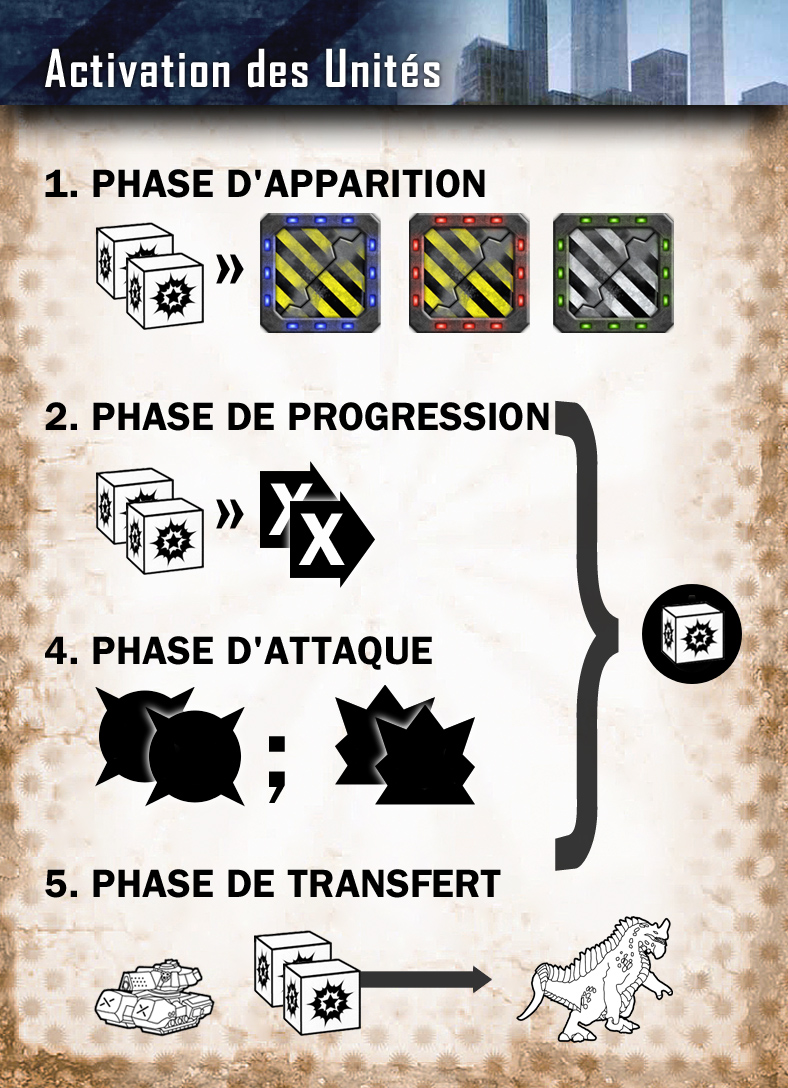 Activation des Unités
1. PHASE D'APPARITION
»
2. PHASE DE PROGRESSION
» X X
4. PHASE D'ATTAQUE
;
5. PHASE DE TRANSFERT